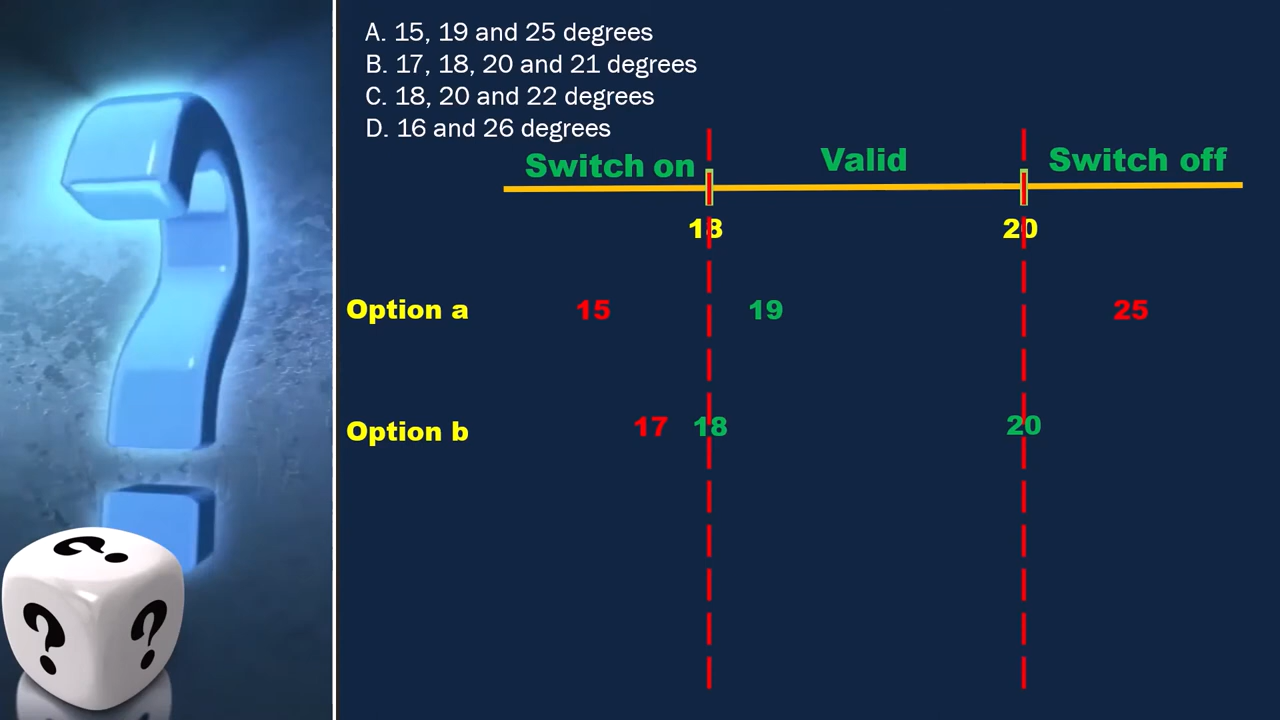 A. 15, 19 and 25 degrees
B. 17, 18, 20 and 21 degrees
C. 18, 20 and 22 degrees
D. 16 and 26 degrees
Switch on Valid Switch off
18 20
Option a 15 19 25
Option b 17 18 20
? ? ?